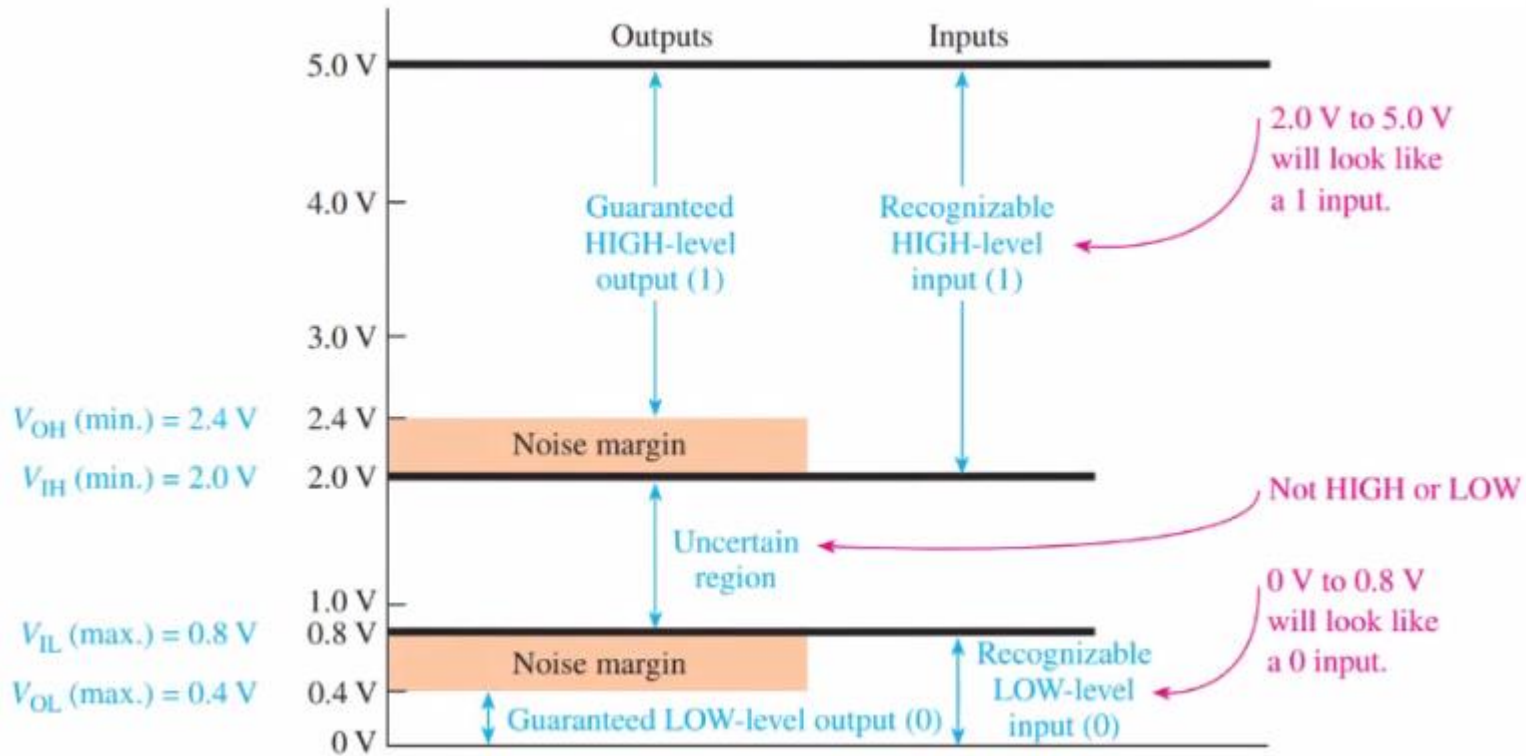 Outputs
Inputs
5.0 V
2.0 V to 5.0 V
will look like
a 1 input.
4.0 V
Guaranteed
HIGH-level
output (1)
Recognizable
HIGH-level
input (1)
3.0 V
V_OH (min.) = 2.4 V
2.4 V
Noise margin
V_IH (min.) = 2.0 V
2.0 V
Not HIGH or LOW
Uncertain
region
1.0 V
0 V to 0.8 V
will look like
a 0 input.
V_IL (max.) = 0.8 V
0.8 V
Noise margin
Recognizable
LOW-level
input (0)
V_OL (max.) = 0.4 V
0.4 V
Guaranteed LOW-level output (0)
0 V